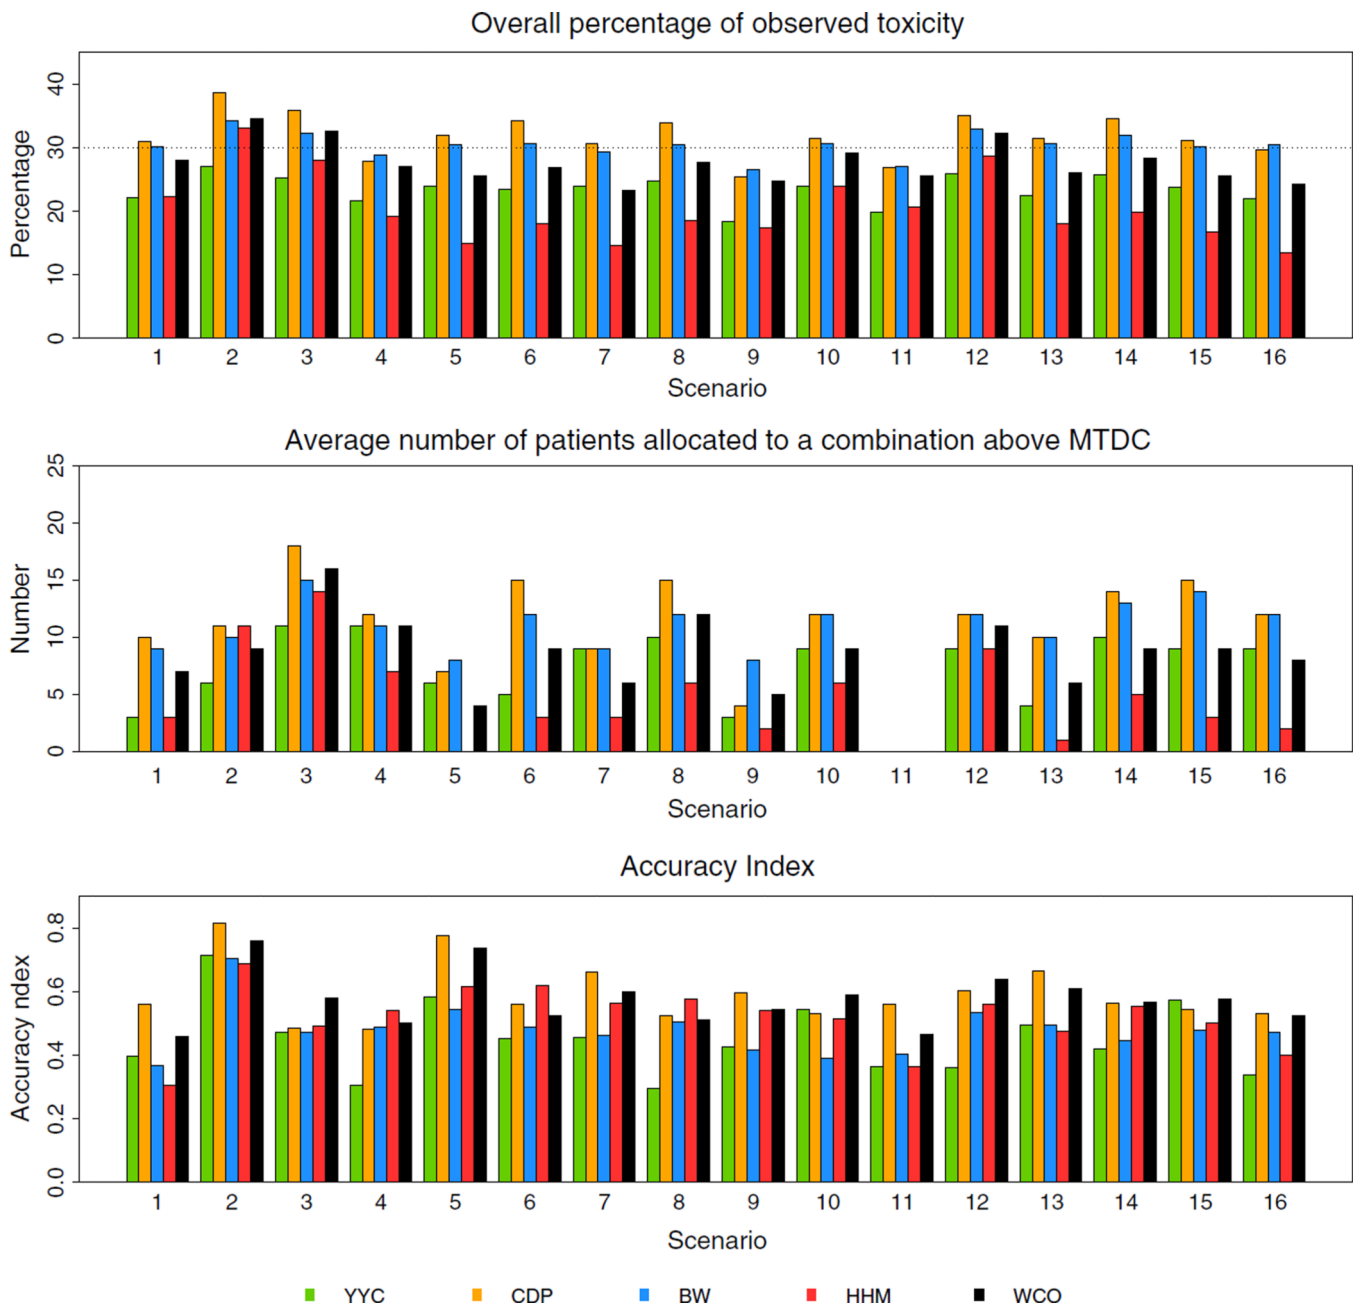 Overall percentage of observed toxicity
Percentage
0 10 20 30 40
1 2 3 4 5 6 7 8 9 10 11 12 13 14 15 16
Scenario
Average number of patients allocated to a combination above MTDC
Number
0 5 10 15 20 25
1 2 3 4 5 6 7 8 9 10 11 12 13 14 15 16
Scenario
Accuracy Index
Accuracy ndex
0.0 0.2 0.4 0.6 0.8
1 2 3 4 5 6 7 8 9 10 11 12 13 14 15 16
Scenario
YYC CDP BW HHM WCO